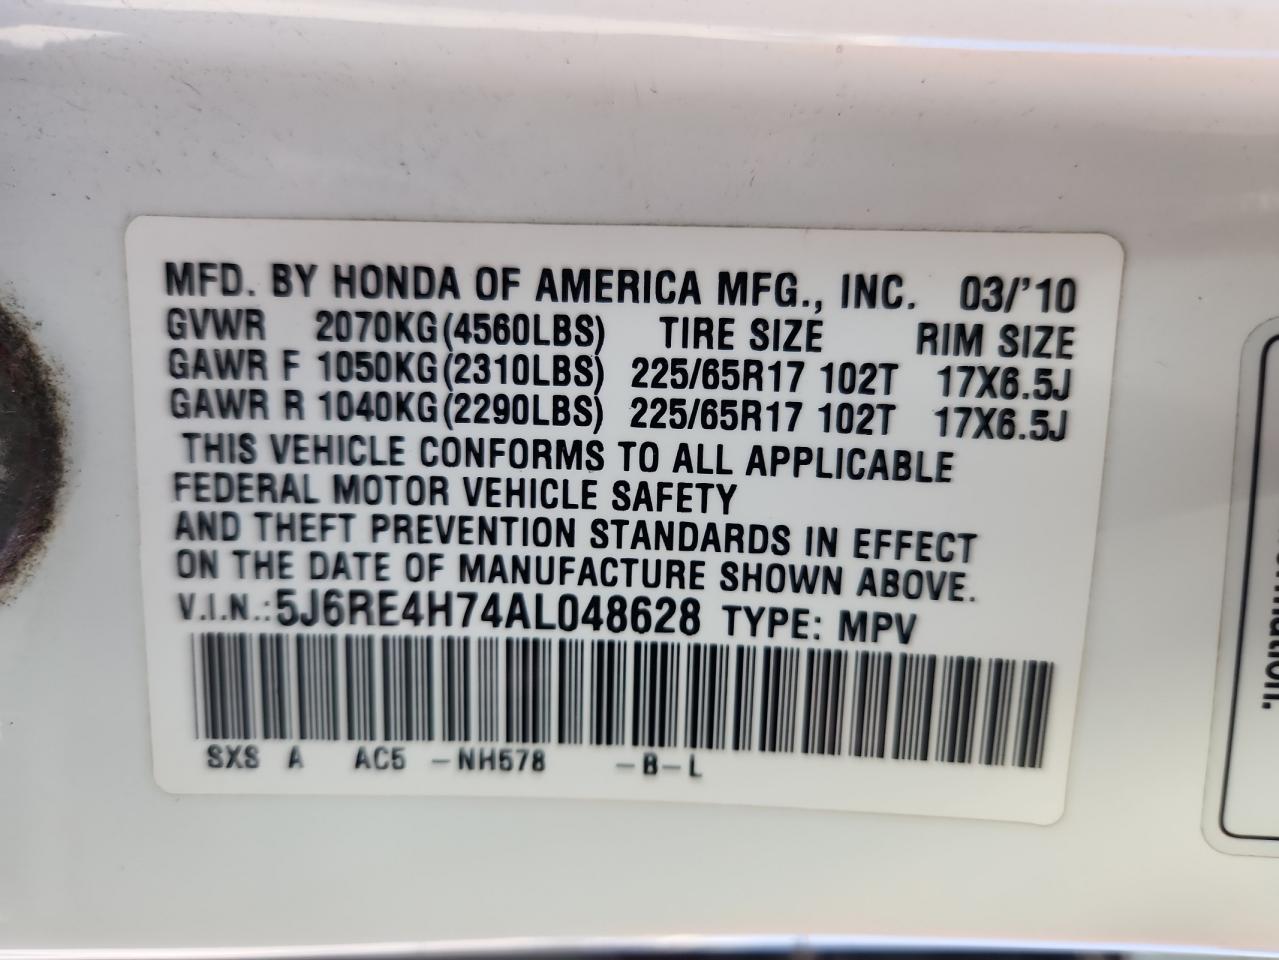 MFD. BY HONDA OF AMERICA MFG., INC. 03/'10
GVWR 2070KG(4560LBS) TIRE SIZE RIM SIZE
GAWR F 1050KG(2310LBS) 225/65R17 102T 17X6.5J
GAWR R 1040KG(2290LBS) 225/65R17 102T 17X6.5J
THIS VEHICLE CONFORMS TO ALL APPLICABLE
FEDERAL MOTOR VEHICLE SAFETY
AND THEFT PREVENTION STANDARDS IN EFFECT
ON THE DATE OF MANUFACTURE SHOWN ABOVE.
V.I.N.: 5J6RE4H74AL048628 TYPE: MPV
SXS A AC5 -NH578 -B-L